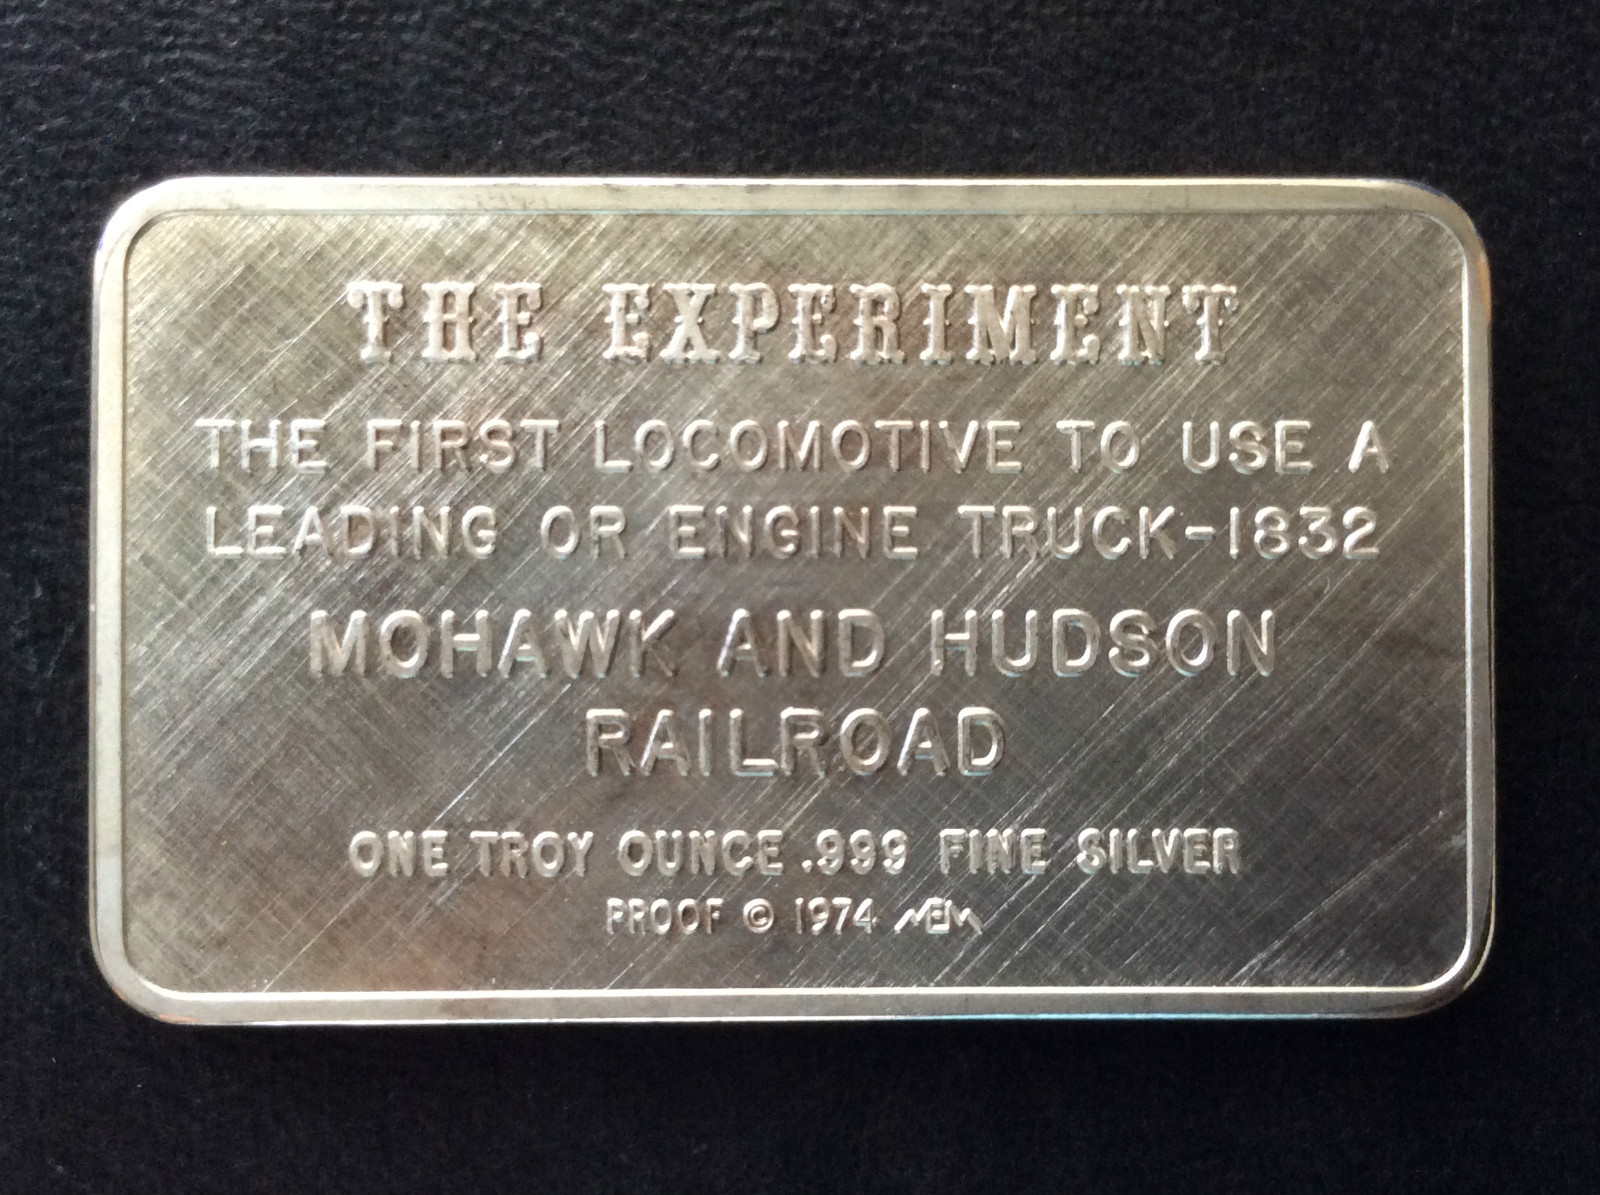 THE EXPERIMENT
THE FIRST LOCOMOTIVE TO USE A
LEADING OR ENGINE TRUCK-1832
MOHAWK AND HUDSON
RAILROAD
ONE TROY OUNCE .999 FINE SILVER
PROOF © 1974 MEM